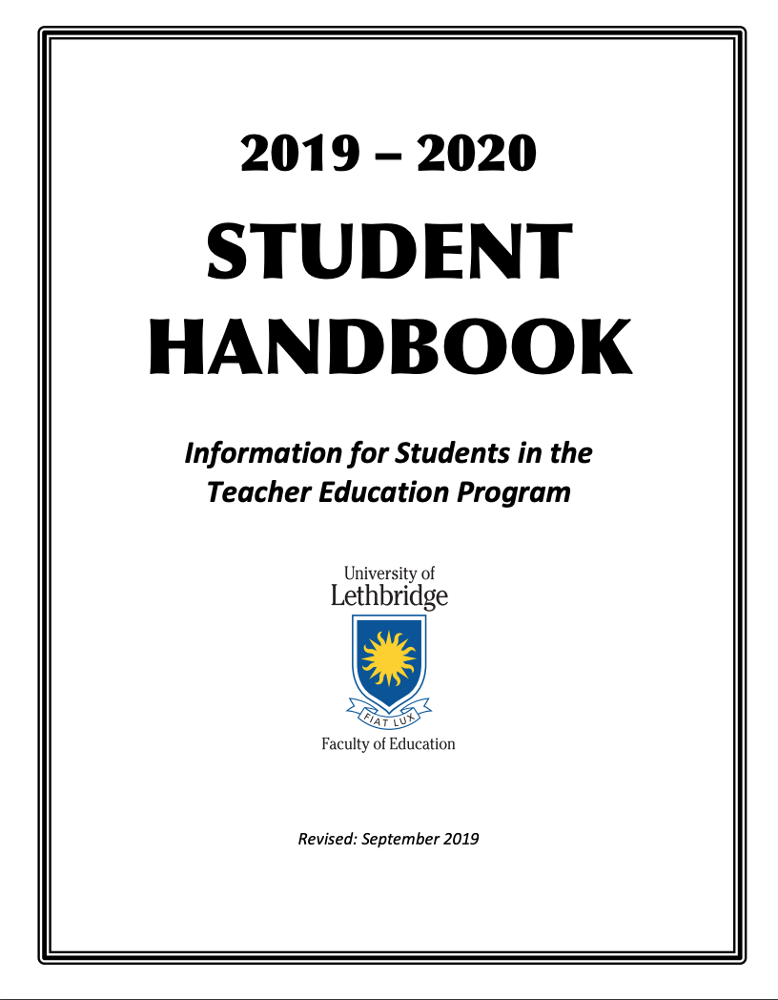 2019 – 2020
STUDENT
HANDBOOK
Information for Students in the
Teacher Education Program
University of
Lethbridge
FIAT LUX
Faculty of Education
Revised: September 2019